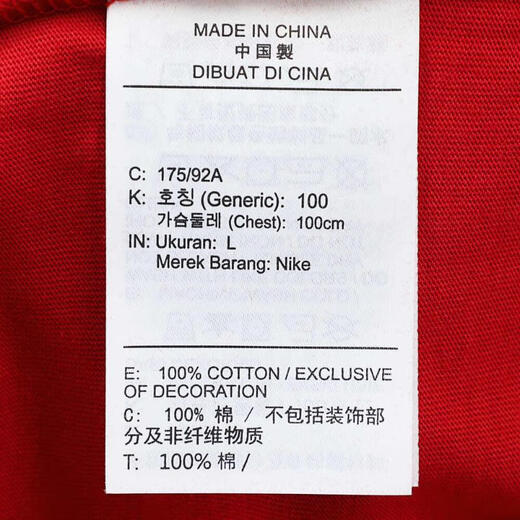 MADE IN CHINA
中国製
DIBUAT DI CINA
C: 175/92A
K: 호칭 (Generic): 100
가슴둘레 (Chest): 100cm
IN: Ukuran: L
Merek Barang: Nike
E: 100% COTTON / EXCLUSIVE
OF DECORATION
C: 100% 棉 / 不包括装饰部
分及非纤维物质
T: 100% 棉 /